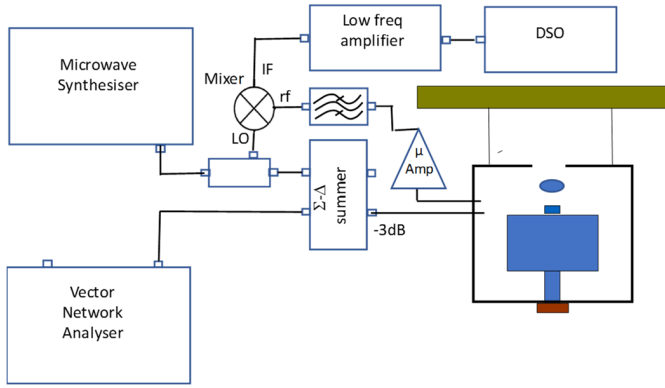 Microwave
Synthesiser
Mixer
IF
rf
LO
Low freq
amplifier
DSO
μ
Amp
Σ-Δ
summer
-3dB
Vector
Network
Analyser